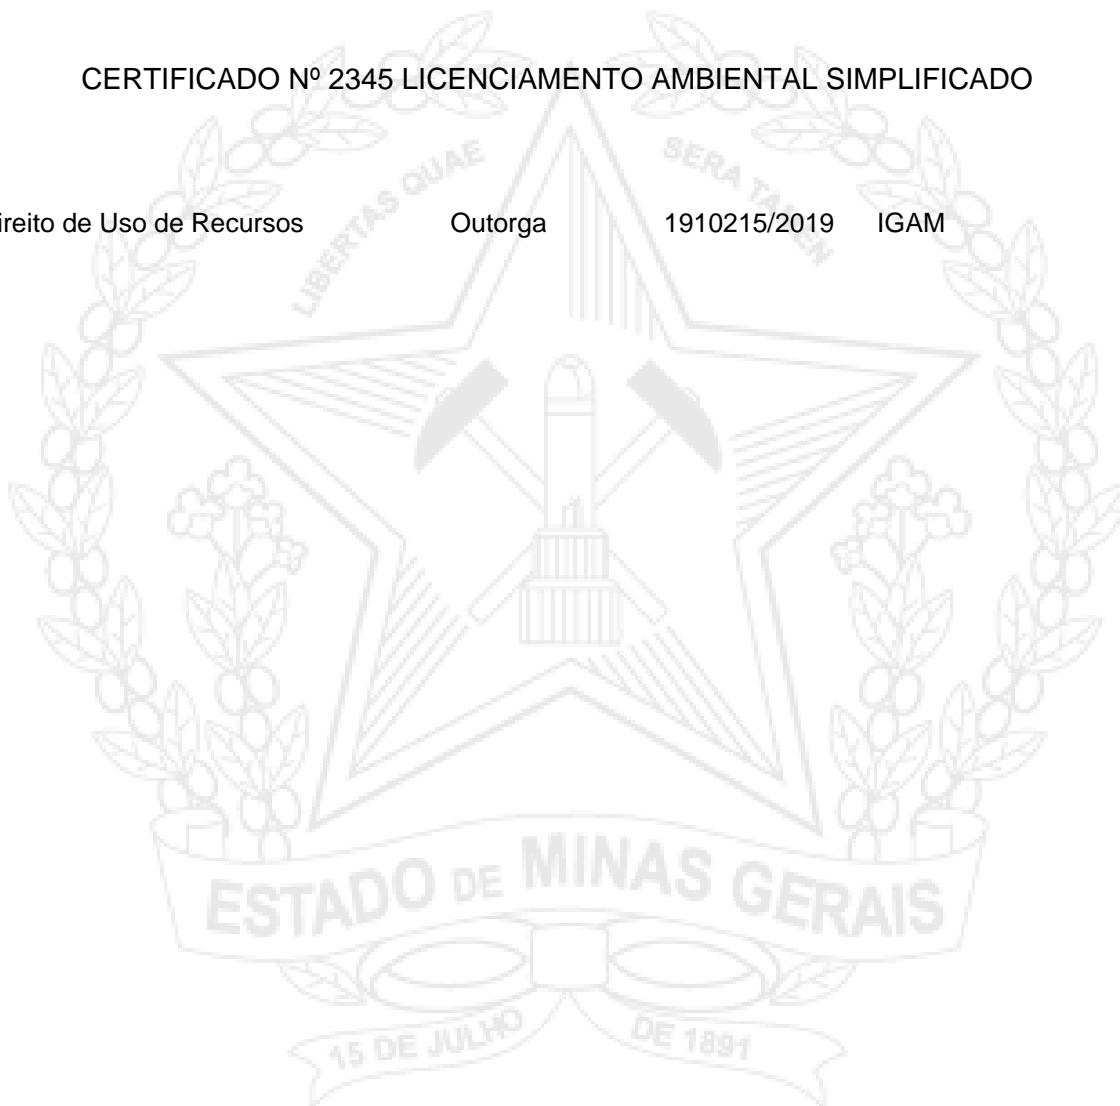 CERTIFICADO Nº 2345 LICENCIAMENTO AMBIENTAL SIMPLIFICADO
LIBERTAS QUAE SERA TAMEN
ireito de Uso de Recursos Outorga 1910215/2019 IGAM
ESTADO DE MINAS GERAIS
15 DE JULHO DE 1891